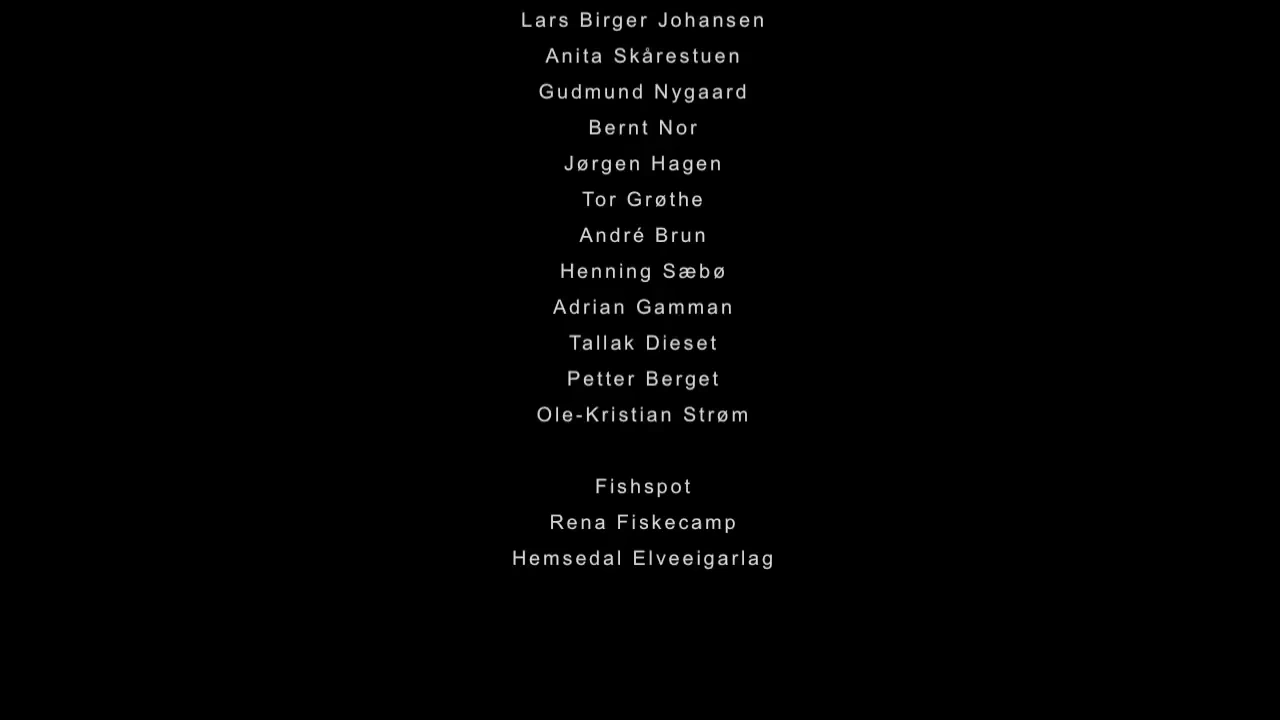 Lars Birger Johansen
Anita Skårestuen
Gudmund Nygaard
Bernt Nor
Jørgen Hagen
Tor Grøthe
André Brun
Henning Sæbø
Adrian Gamman
Tallak Dieset
Petter Berget
Ole-Kristian Strøm
Fishspot
Rena Fiskecamp
Hemsedal Elveeigarlag